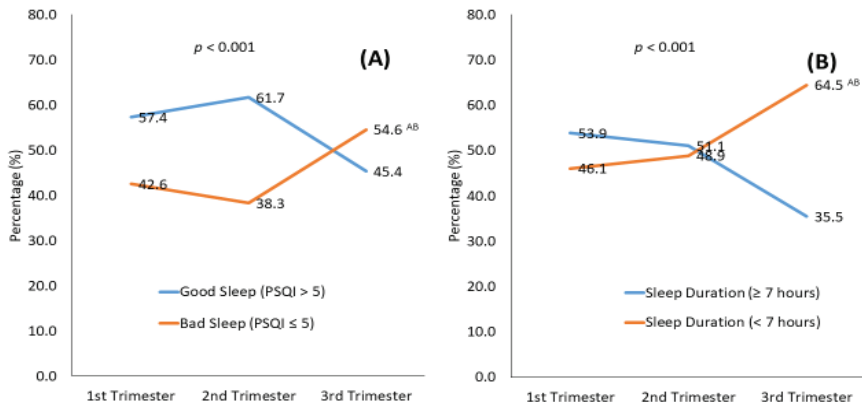 80.0
70.0
60.0
50.0
40.0
30.0
20.0
10.0
0.0
Percentage (%)
p < 0.001
(A)
57.4
61.7
45.4
42.6
38.3
54.6 AB
Good Sleep (PSQI > 5)
Bad Sleep (PSQI ≤ 5)
1st Trimester 2nd Trimester 3rd Trimester
80.0
70.0
60.0
50.0
40.0
30.0
20.0
10.0
0.0
Percentage (%)
p < 0.001
(B)
53.9
51.1
35.5
46.1
48.9
64.5 AB
Sleep Duration (≥ 7 hours)
Sleep Duration (< 7 hours)
1st Trimester 2nd Trimester 3rd Trimester